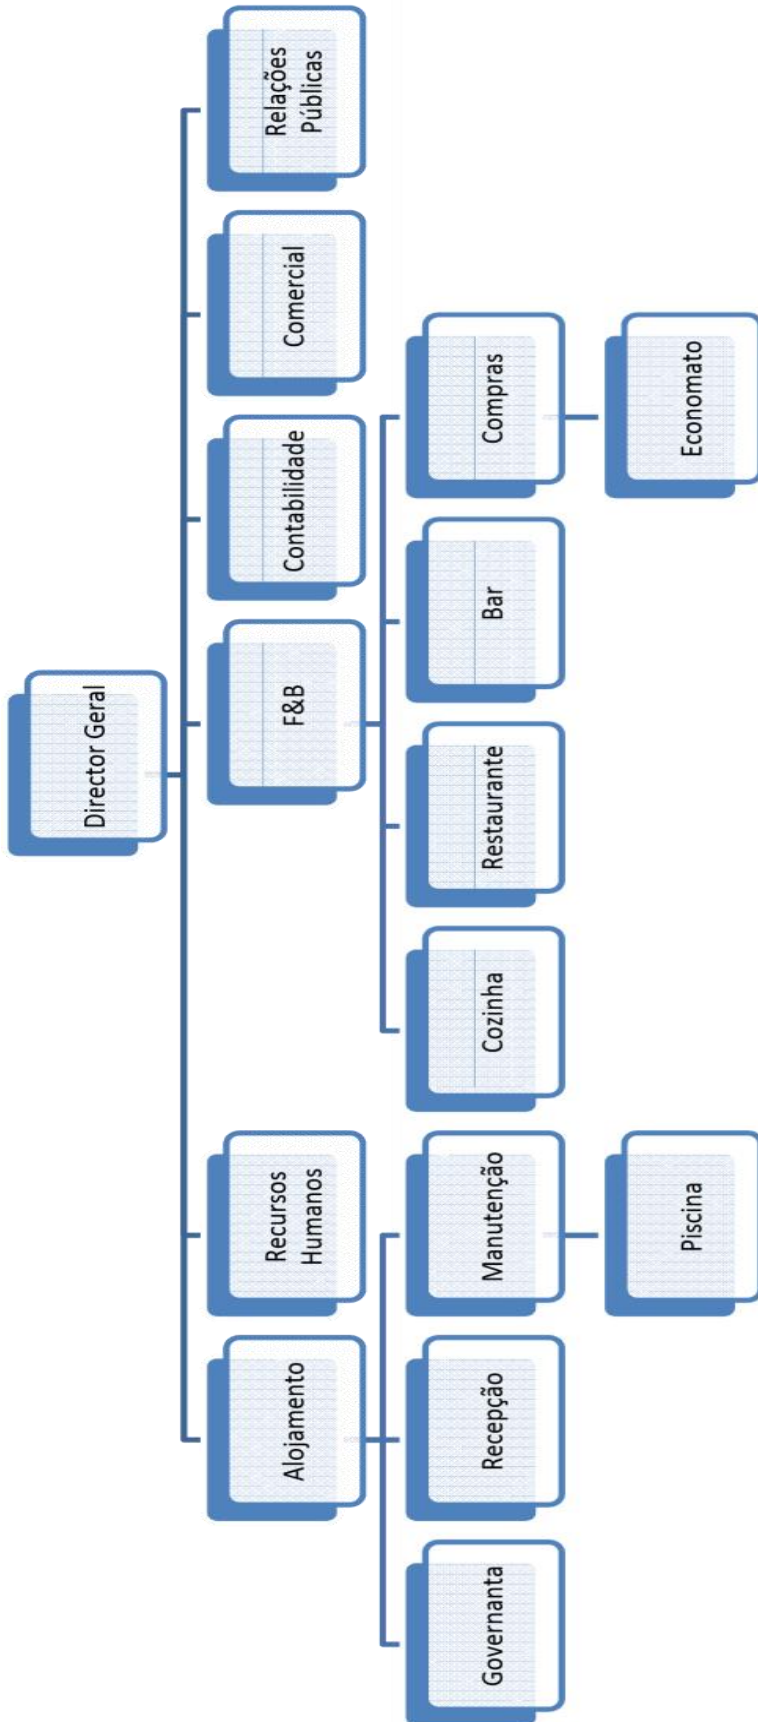 Director Geral
Alojamento
Recursos
Humanos
F&B
Contabilidade
Comercial
Relações
Públicas
Governanta
Recepção
Manutenção
Cozinha
Restaurante
Bar
Compras
Piscina
Economato